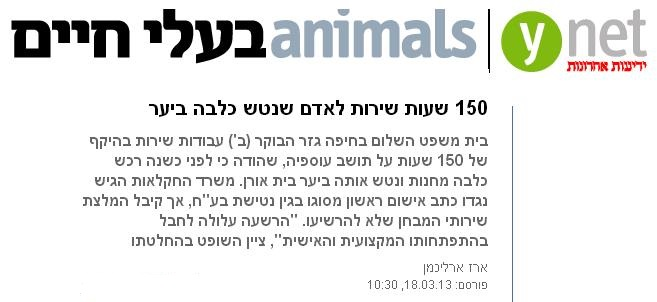 בעלי חיים animals ynet
ידיעות אחרונות
150 שעות שירות לאדם שנטש כלבה ביער
בית משפט השלום בחיפה גזר הבוקר (ב') עבודות שירות בהיקף
של 150 שעות על תושב עוספיה, שהודה כי לפני כשנה רכש
כלבה מחנות ונטש אותה ביער בית אורן. משרד החקלאות הגיש
נגדו כתב אישום ראשון מסוגו בגין נטישת בע"ח, אך קיבל המלצת
שירותי המבחן שלא להרשיעו. "הרשעה עלולה לחבל
בהתפתחותו המקצועית והאישית", ציין השופט בהחלטתו
ארז ארליכמן
פורסם: 18.03.13, 10:30